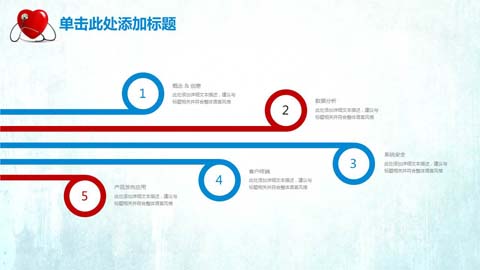 单击此处添加标题
1
概念 & 创意
此处添加详细文本描述，建议与
标题相关并符合整体语言风格
2
数据分析
此处添加详细文本描述，建议与
标题相关并符合整体语言风格
3
系统安全
此处添加详细文本描述，建议与
标题相关并符合整体语言风格
4
客户终端
此处添加详细文本描述，建议与
标题相关并符合整体语言风格
5
产品发布应用
此处添加详细文本描述，建议与
标题相关并符合整体语言风格